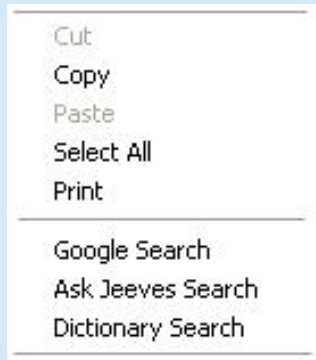 Cut
Copy
Paste
Select All
Print
Google Search
Ask Jeeves Search
Dictionary Search